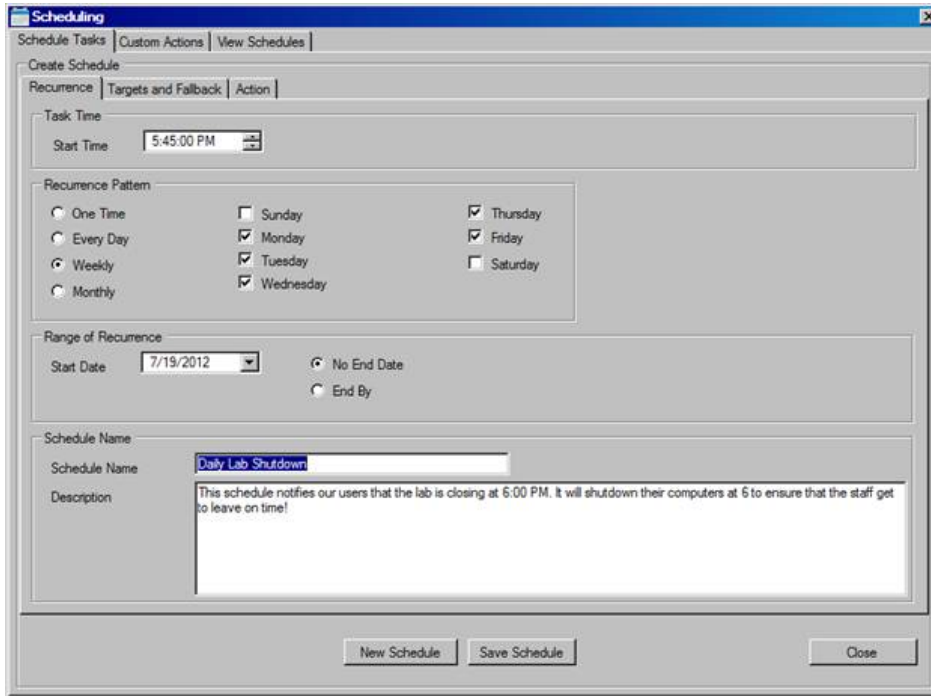 Scheduling
Schedule Tasks Custom Actions View Schedules
Create Schedule
Recurrence Targets and Fallback Action
Task Time
Start Time 5:45:00 PM
Recurrence Pattern
One Time Sunday Thursday
Every Day Monday Friday
Weekly Tuesday Saturday
Monthly Wednesday
Range of Recurrence
Start Date 7/19/2012 No End Date
End By
Schedule Name
Schedule Name Daily Lab Shutdown
Description This schedule notifies our users that the lab is closing at 6:00 PM. It will shutdown their computers at 6 to ensure that the staff get
to leave on time!
New Schedule Save Schedule Close